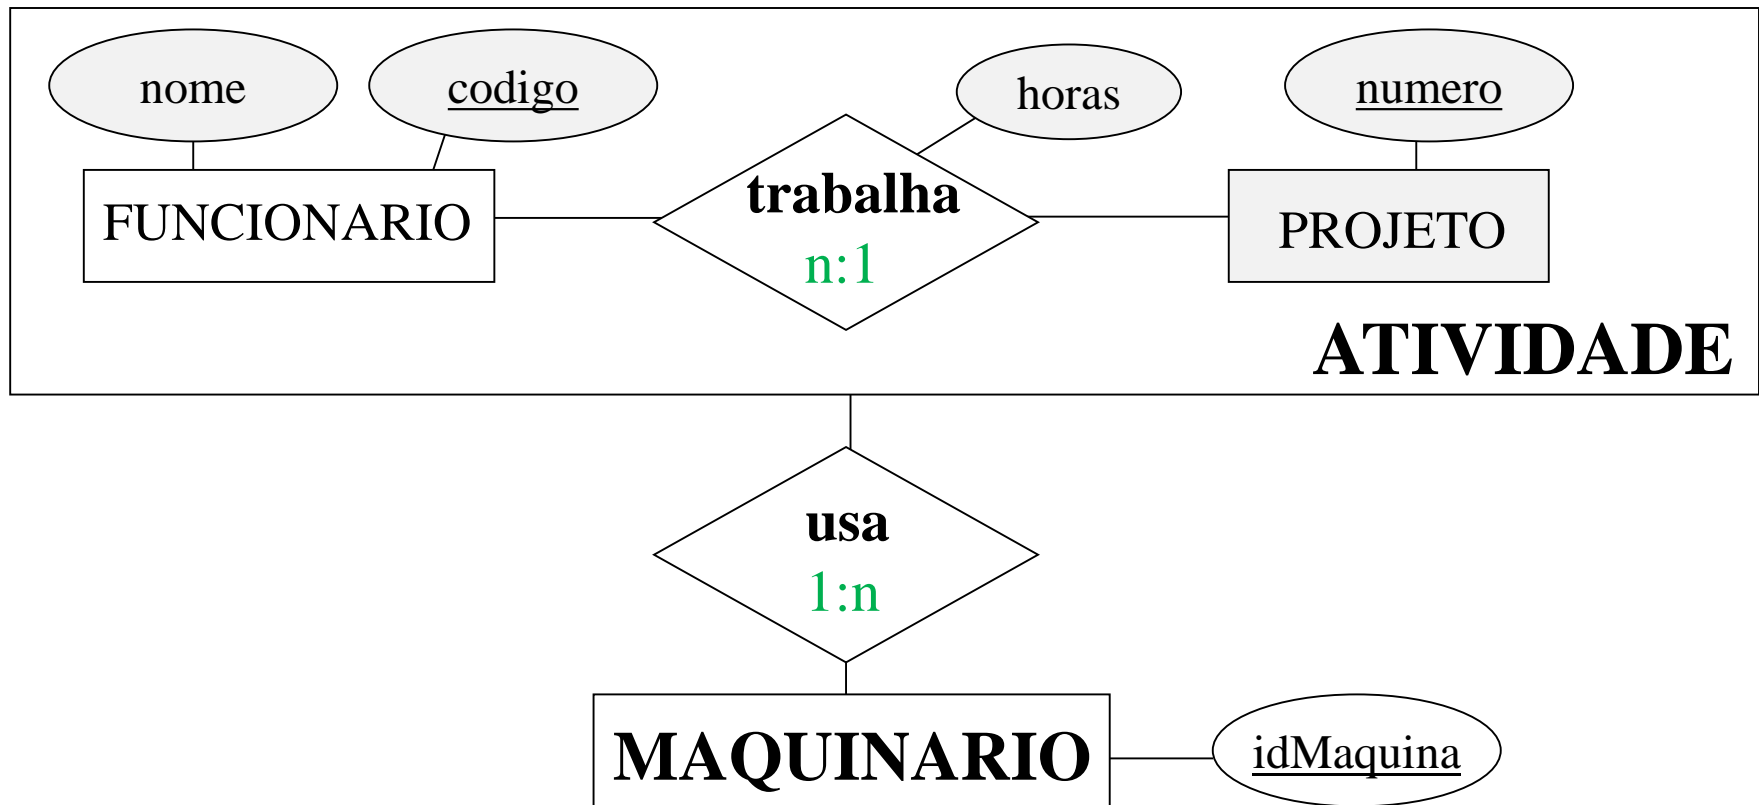 nome
codigo
horas
numero
FUNCIONARIO
trabalha
n:1
PROJETO
ATIVIDADE
usa
1:n
MAQUINARIO
idMaquina